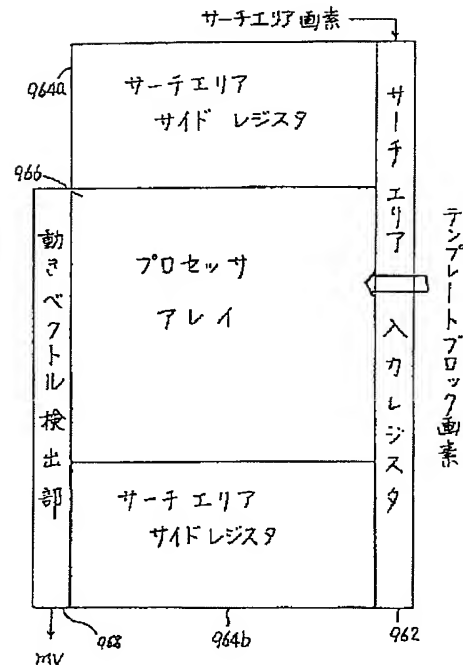 サーチエリア画素
964a
サーチエリア
サイド レジスタ
966
プロセッサ
アレイ
サーチエリア
サイドレジスタ
動きベクトル検出部
サーチエリア 入力レジスタ
テンプレートブロック画素
MV
968
964b
962